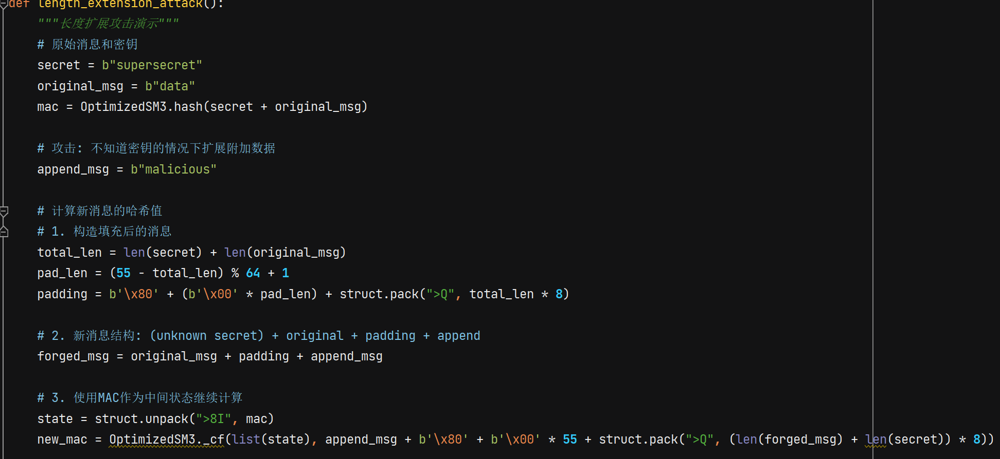 def length_extension_attack():
    """长度扩展攻击演示"""
    # 原始消息和密钥
    secret = b"supersecret"
    original_msg = b"data"
    mac = OptimizedSM3.hash(secret + original_msg)
    # 攻击: 不知道密钥的情况下扩展附加数据
    append_msg = b"malicious"
    # 计算新消息的哈希值
    # 1. 构造填充后的消息
    total_len = len(secret) + len(original_msg)
    pad_len = (55 - total_len) % 64 + 1
    padding = b'\x80' + (b'\x00' * pad_len) + struct.pack(">Q", total_len * 8)
    # 2. 新消息结构: (unknown secret) + original + padding + append
    forged_msg = original_msg + padding + append_msg
    # 3. 使用MAC作为中间状态继续计算
    state = struct.unpack(">8I", mac)
    new_mac = OptimizedSM3._cf(list(state), append_msg + b'\x80' + b'\x00' * 55 + struct.pack(">Q", (len(forged_msg) + len(secret)) * 8))